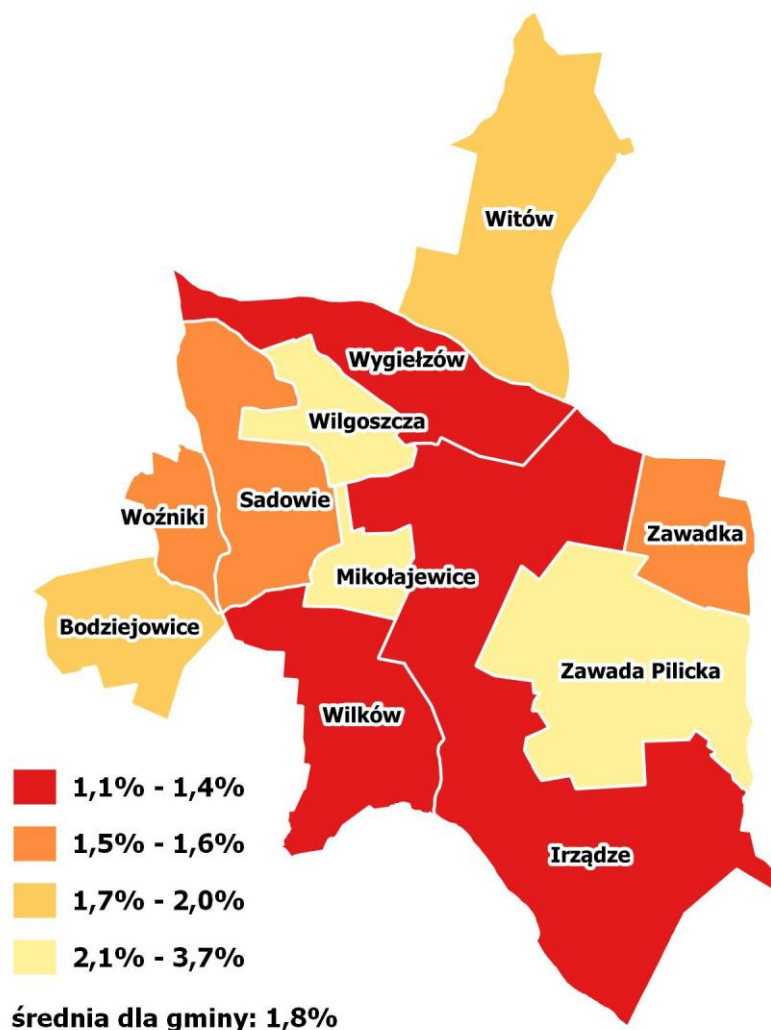 Witów
Wygiełzów
Wilgoszcza
Sadowie
Woźniki
Zawadka
Mikołajewice
Bodziejowice
Zawada Pilicka
Wilków
Irządze
1,1% - 1,4%
1,5% - 1,6%
1,7% - 2,0%
2,1% - 3,7%
średnia dla gminy: 1,8%